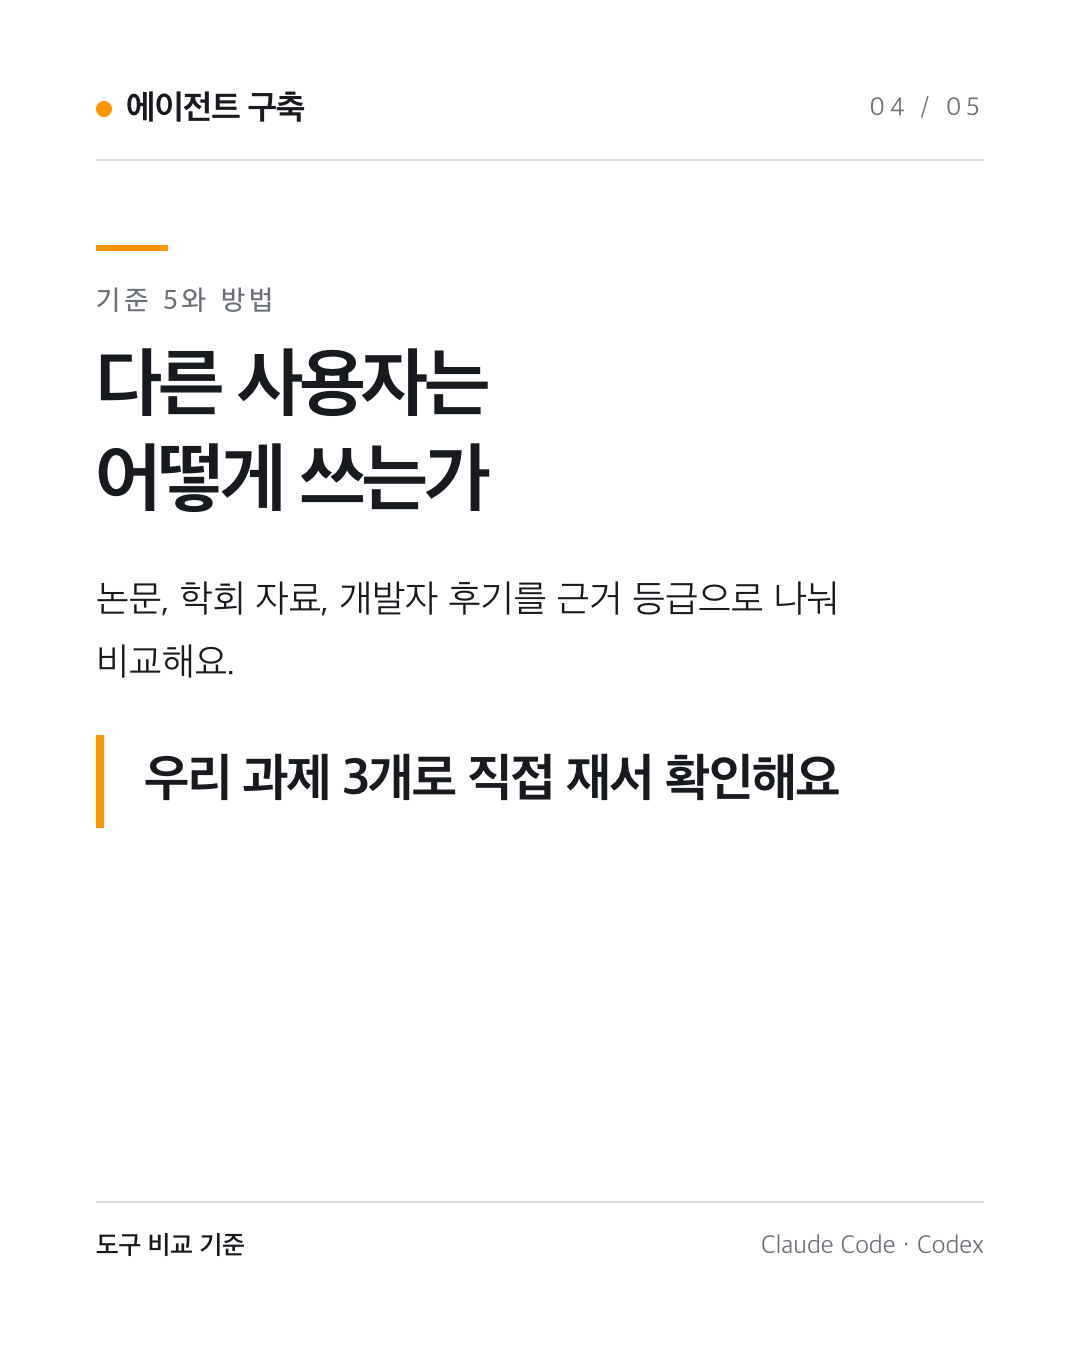 에이전트 구축
04 / 05
기준 5와 방법
다른 사용자는
어떻게 쓰는가
논문, 학회 자료, 개발자 후기를 근거 등급으로 나눠
비교해요.
우리 과제 3개로 직접 재서 확인해요
도구 비교 기준
Claude Code · Codex